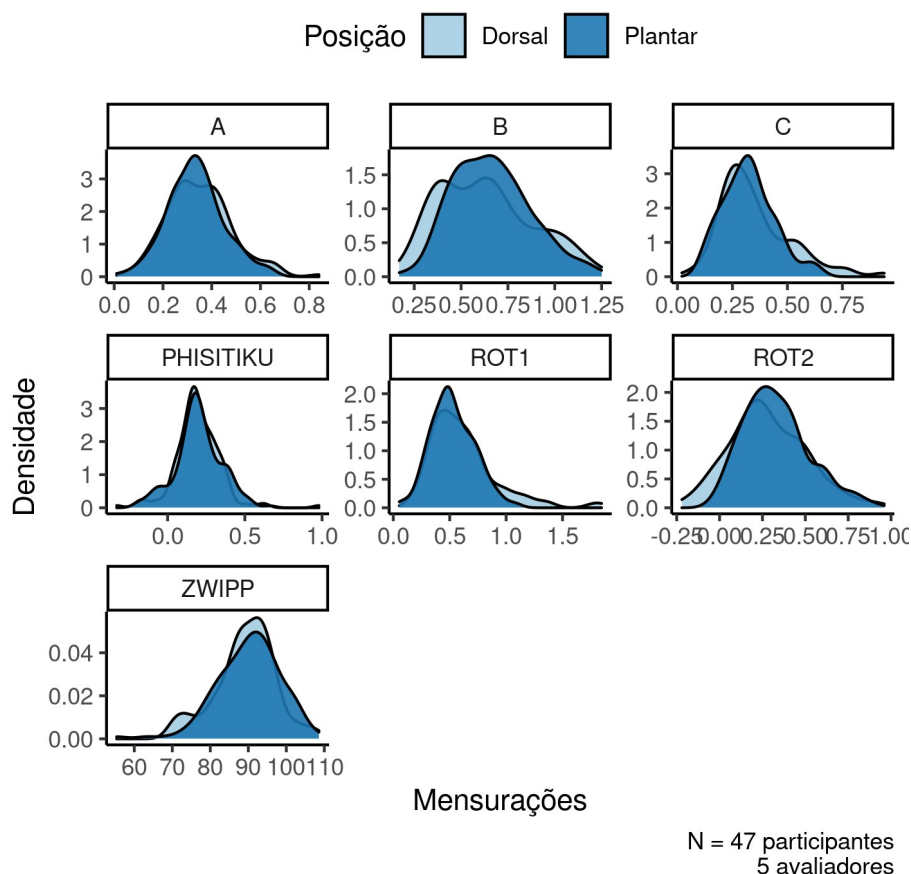 Posição Dorsal Plantar
A B C
3 2 1 0
1.5 1.0 0.5 0.0
3 2 1 0
0.0 0.2 0.4 0.6 0.8
0.25 0.50 0.75 1.00 1.25
0.00 0.25 0.50 0.75
PHISITIKU ROT1 ROT2
3 2 1 0
2.0 1.5 1.0 0.5 0.0
2.0 1.5 1.0 0.5 0.0
0.0 0.5 1.0
0.0 0.5 1.0 1.5
-0.25 0.00 0.25 0.50 0.75 1.00
ZWIPP
0.04 0.02 0.00
60 70 80 90 100 110
Densidade
Mensurações
N = 47 participantes
5 avaliadores